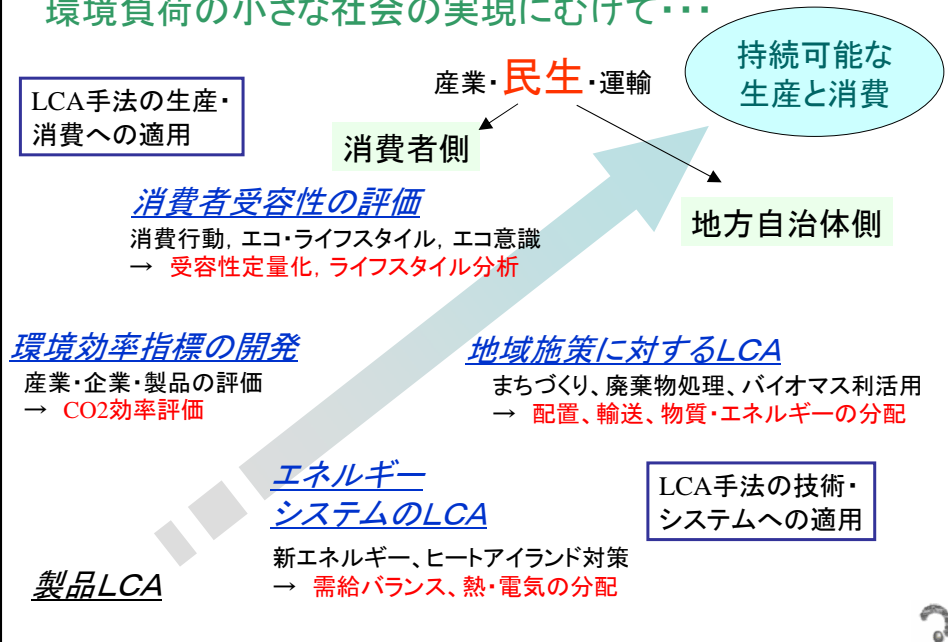 環境負荷の小さな社会の実現にむけて・・・
持続可能な
生産と消費
産業・民生・運輸
LCA手法の生産・
消費への適用
消費者側
地方自治体側
消費者受容性の評価
消費行動, エコ・ライフスタイル, エコ意識
→ 受容性定量化, ライフスタイル分析
環境効率指標の開発
産業・企業・製品の評価
→ CO2効率評価
地域施策に対するLCA
まちづくり、廃棄物処理、バイオマス利活用
→ 配置、輸送、物質・エネルギーの分配
エネルギー
システムのLCA
新エネルギー、ヒートアイランド対策
→ 需給バランス、熱・電気の分配
LCA手法の技術・
システムへの適用
製品LCA